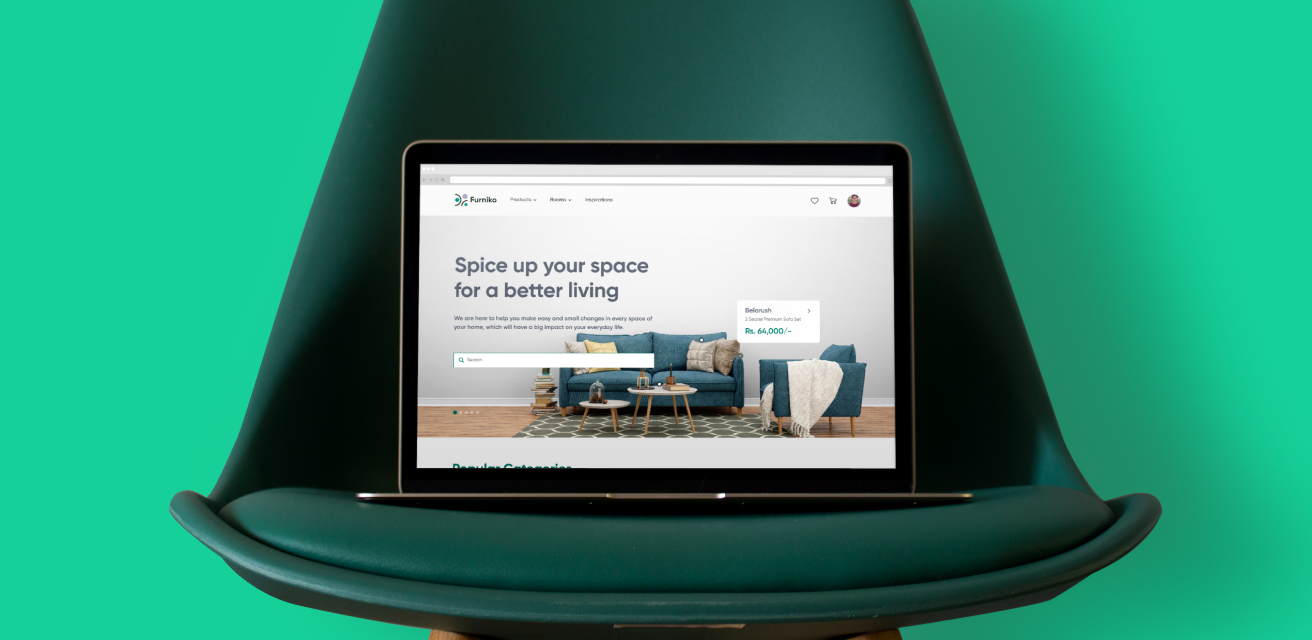 Furniko
Products
Rooms
Inspirations
Spice up your space
for a better living
We are here to help you make easy and small changes in every space of
your home, which will have a big impact on your everyday life.
Search
Belarush
2 Seater Premium Sofa Set
Rs. 64,000/-
Popular Categories